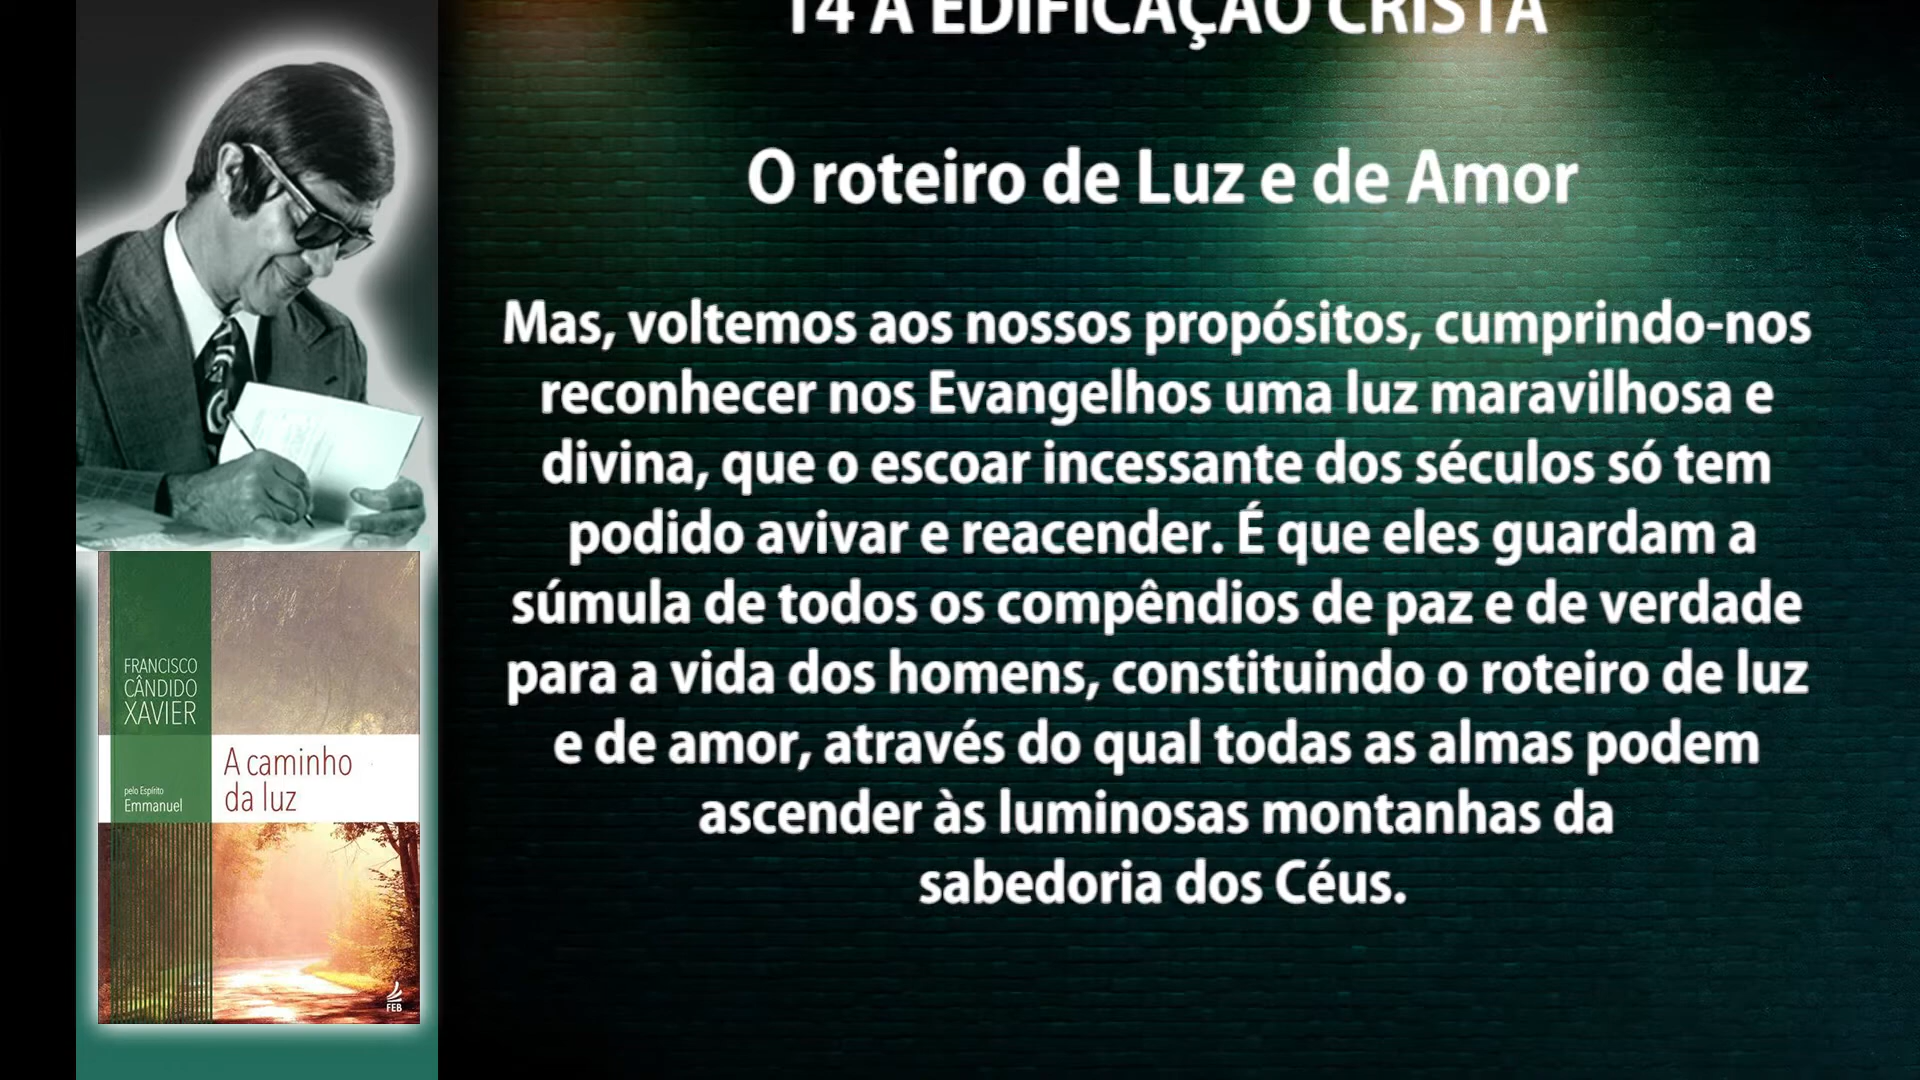 14 A EDIFICAÇÃO CRISTÃ
O roteiro de Luz e de Amor
Mas, voltemos aos nossos propósitos, cumprindo-nos
reconhecer nos Evangelhos uma luz maravilhosa e
divina, que o escoar incessante dos séculos só tem
podido avivar e reacender. É que eles guardam a
súmula de todos os compêndios de paz e de verdade
para a vida dos homens, constituindo o roteiro de luz
e de amor, através do qual todas as almas podem
ascender às luminosas montanhas da
sabedoria dos Céus.
FRANCISCO
CÂNDIDO
XAVIER
A caminho
da luz
pelo Espírito
Emmanuel
FEB